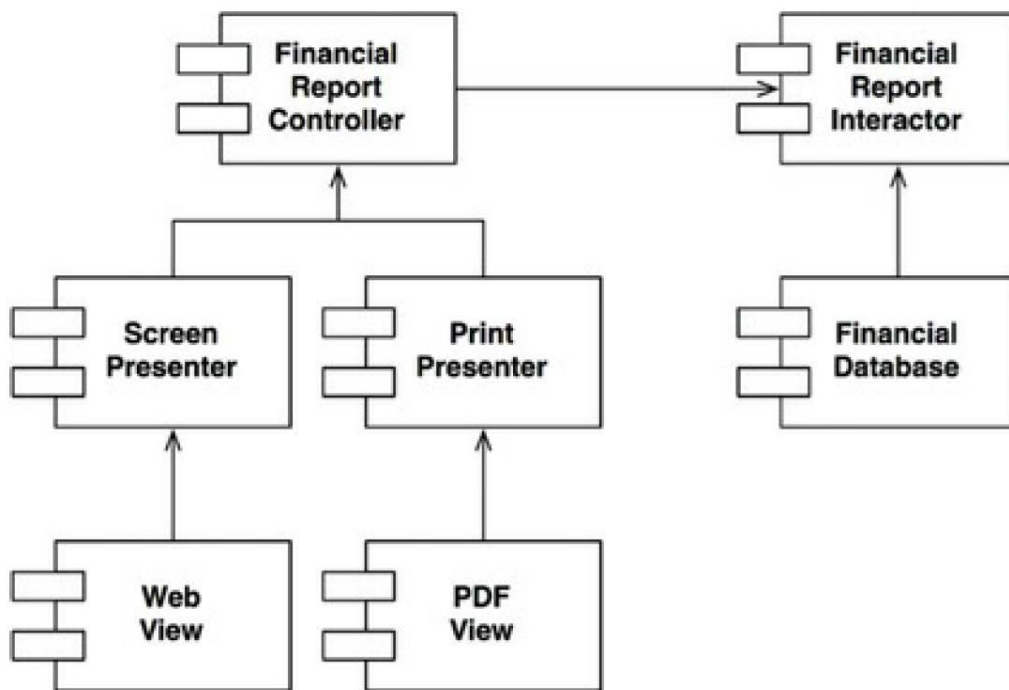 Financial
Report
Controller
Financial
Report
Interactor
Screen
Presenter
Print
Presenter
Financial
Database
Web
View
PDF
View